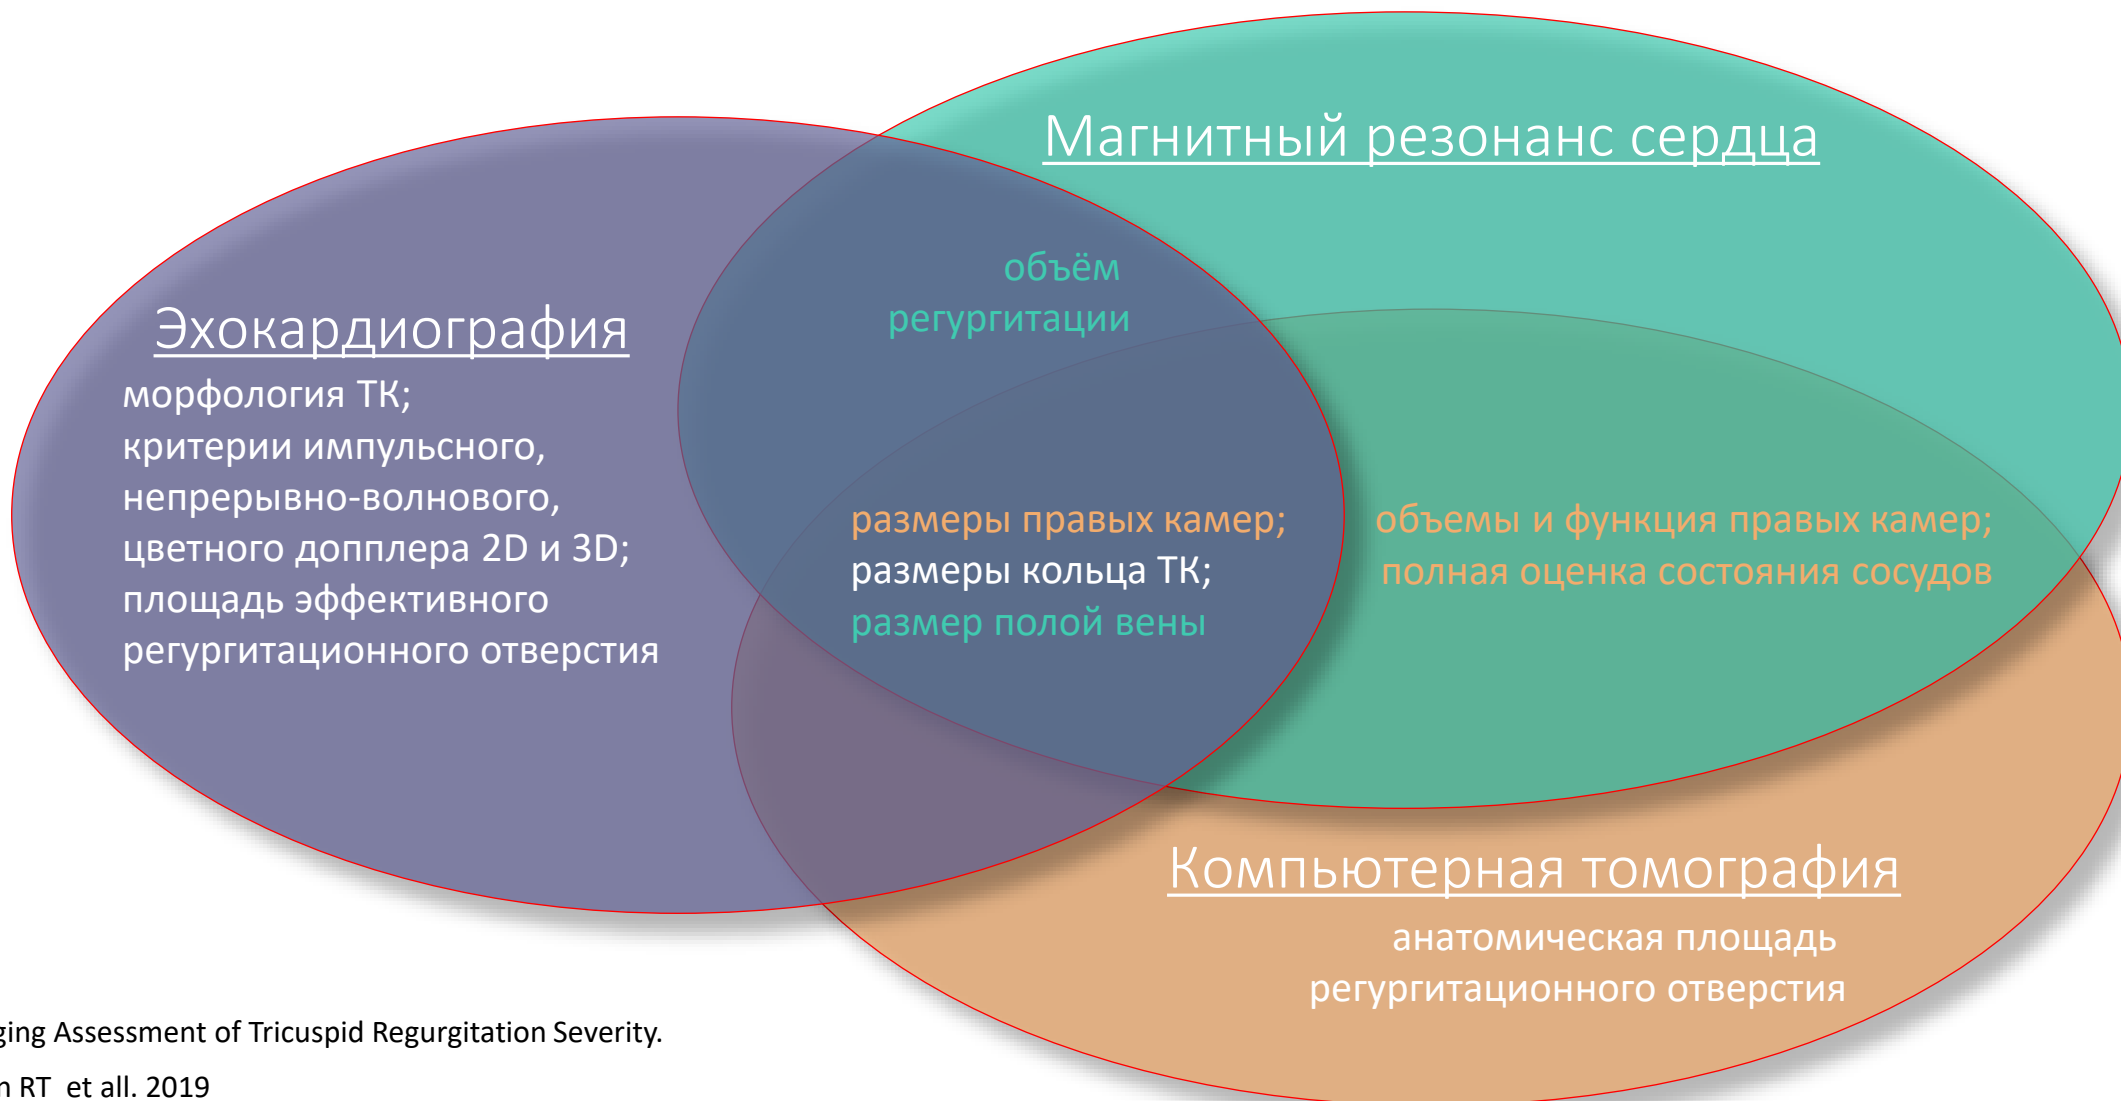 Магнитный резонанс сердца
объём
регургитации
Эхокардиография
морфология ТК;
критерии импульсного,
непрерывно-волнового,
цветного допплера 2D и 3D;
площадь эффективного
регургитационного отверстия
размеры правых камер;
размеры кольца ТК;
размер полой вены
объемы и функция правых камер;
полная оценка состояния сосудов
Компьютерная томография
анатомическая площадь
регургитационного отверстия
ging Assessment of Tricuspid Regurgitation Severity.
n RT et all. 2019